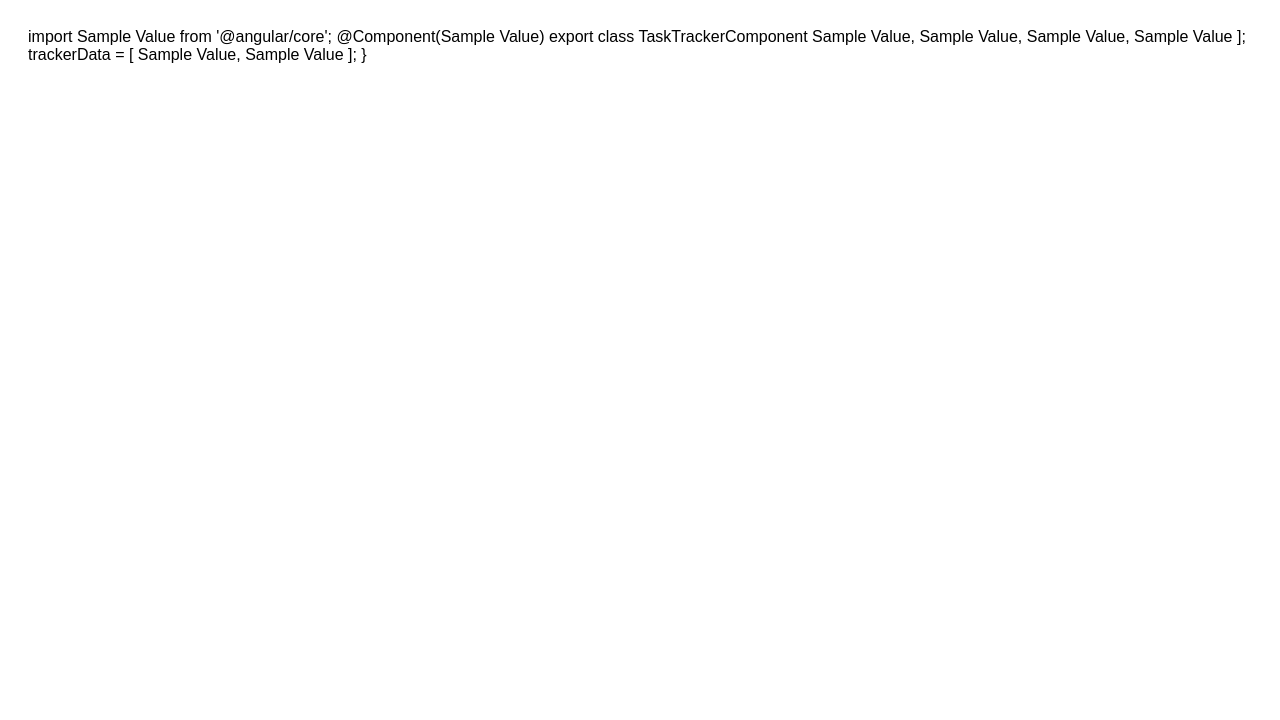 import Sample Value from '@angular/core'; @Component(Sample Value) export class TaskTrackerComponent Sample Value, Sample Value, Sample Value, Sample Value ];
trackerData = [ Sample Value, Sample Value ]; }